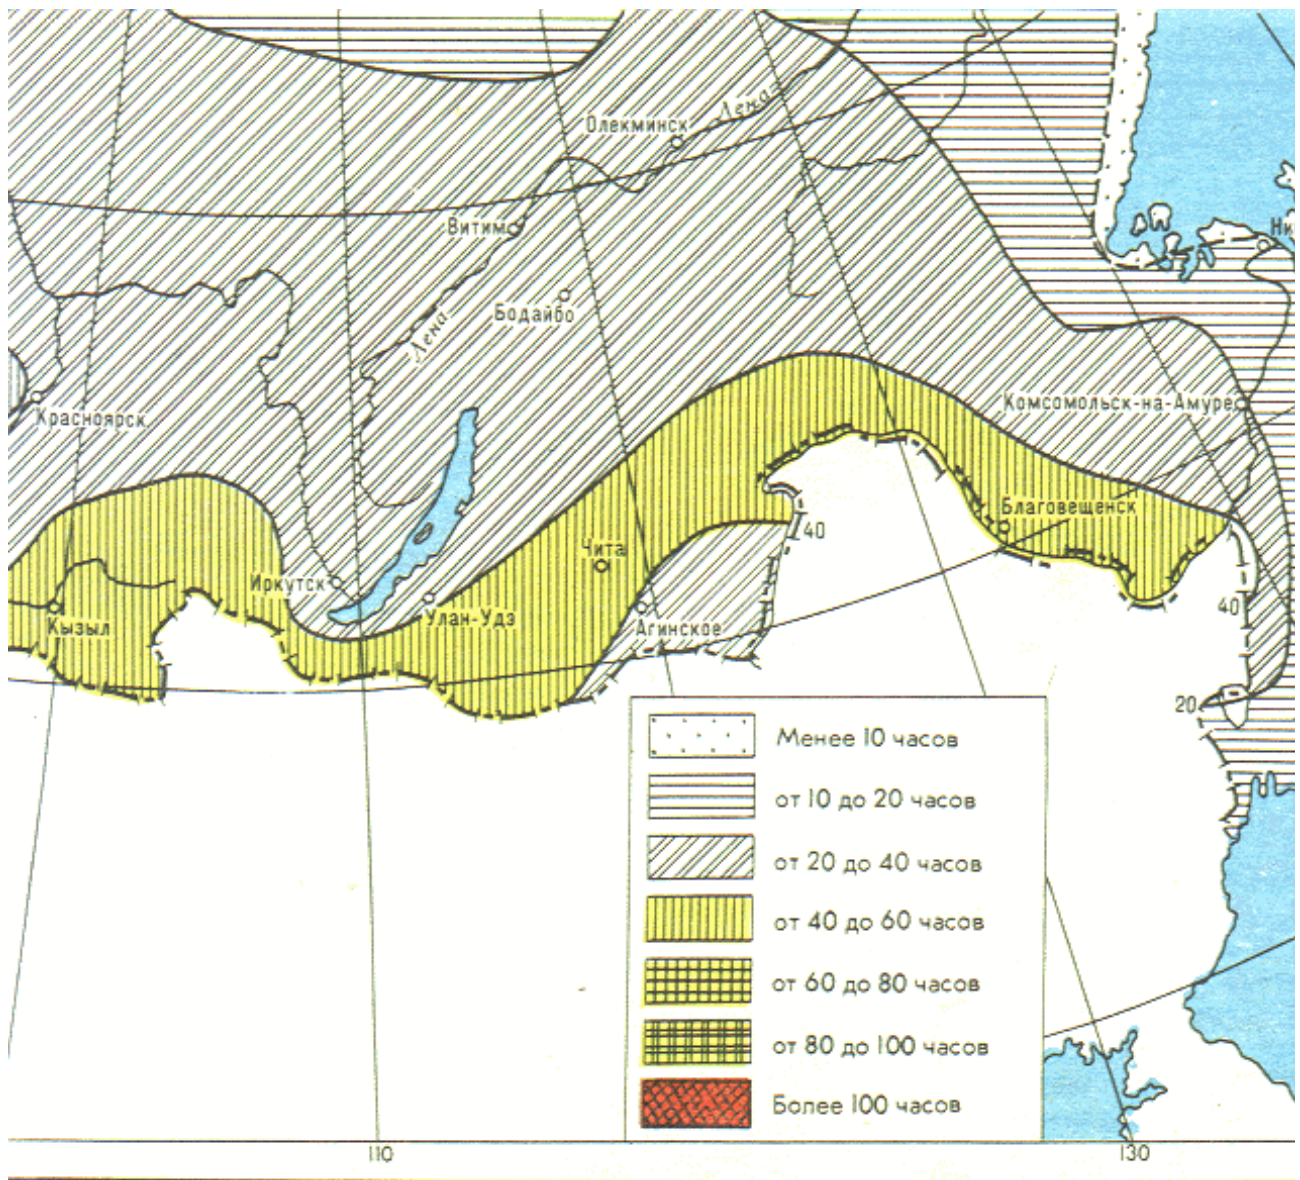 Лена
Олекминск
Витим
Ни
Бодайбо
Лена
Красноярск
Комсомольск-на-Амуре
Благовещенск
40
Чита
Иркутск
Улан-Удэ
Кызыл
Агинское
40
20
Менее 10 часов
от 10 до 20 часов
от 20 до 40 часов
от 40 до 60 часов
от 60 до 80 часов
от 80 до 100 часов
Более 100 часов
110
130